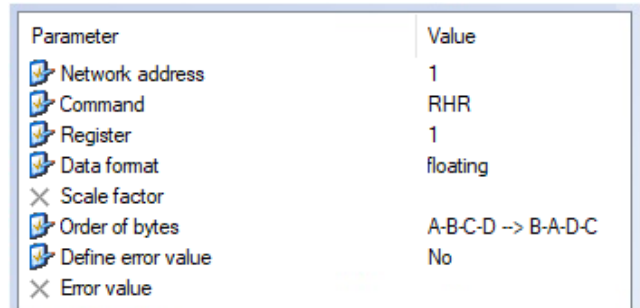 Parameter Value
Network address 1
Command RHR
Register 1
Data format floating
Scale factor
Order of bytes A-B-C-D --> B-A-D-C
Define error value No
Error value